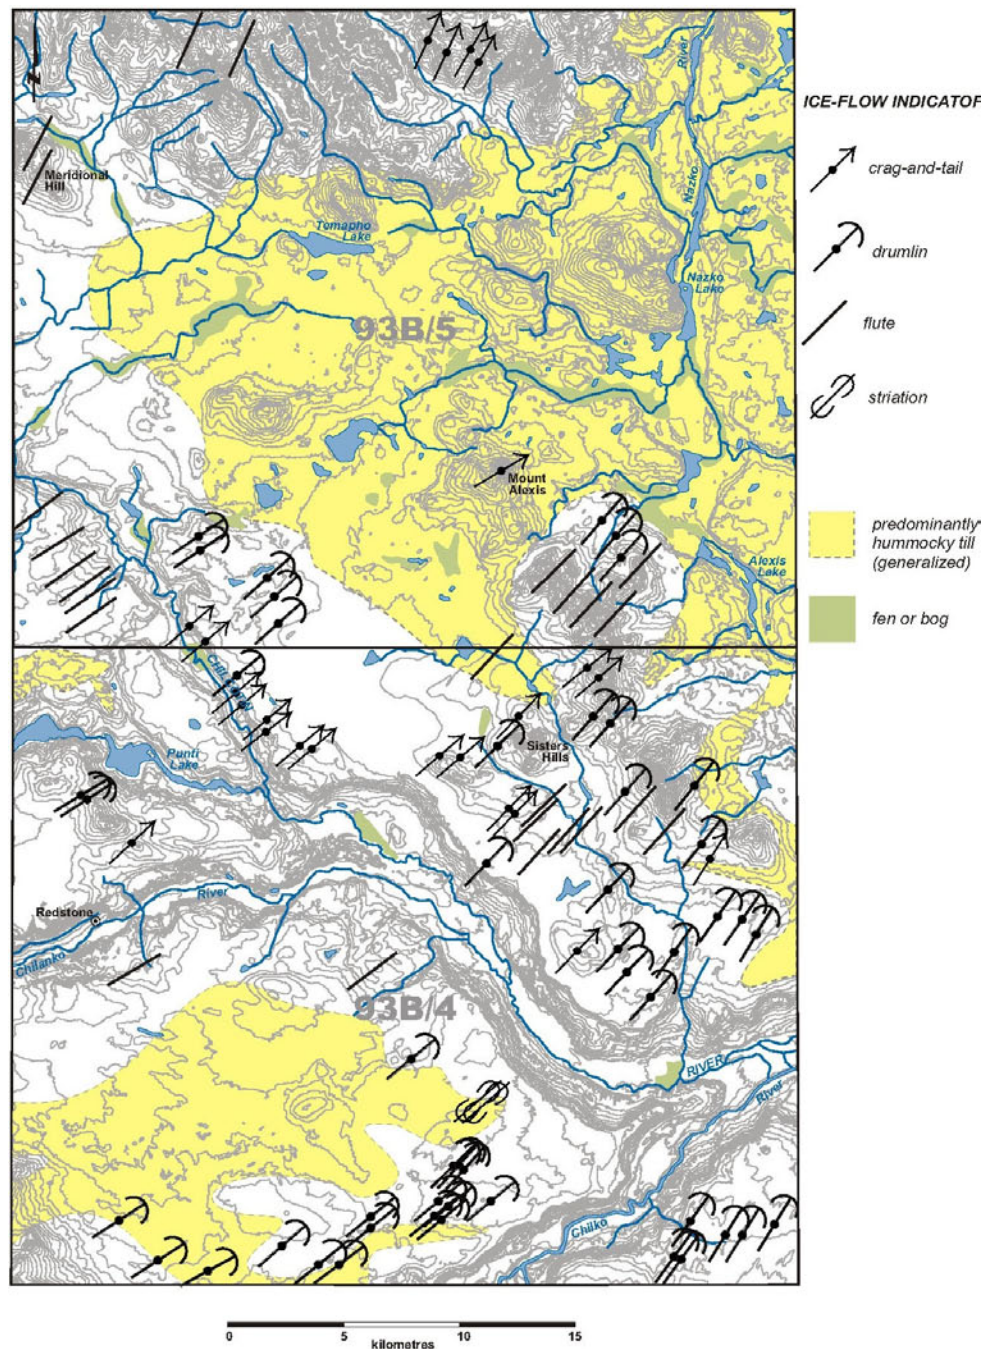 River
ICE-FLOW INDICATOF
crag-and-tail
Meridional
Hill
Nazko
Tomapho
Lake
drumlin
Nazko
Lake
flute
93B/5
striation
Mount
Alexis
predominantly
hummocky till
(generalized)
Alexis
Lake
fen or bog
Punti
Lake
Sisters
Hills
Redstone
River
Chilanko
93B/4
RIVER
River
Chilko
0 5 10 15
kilometres